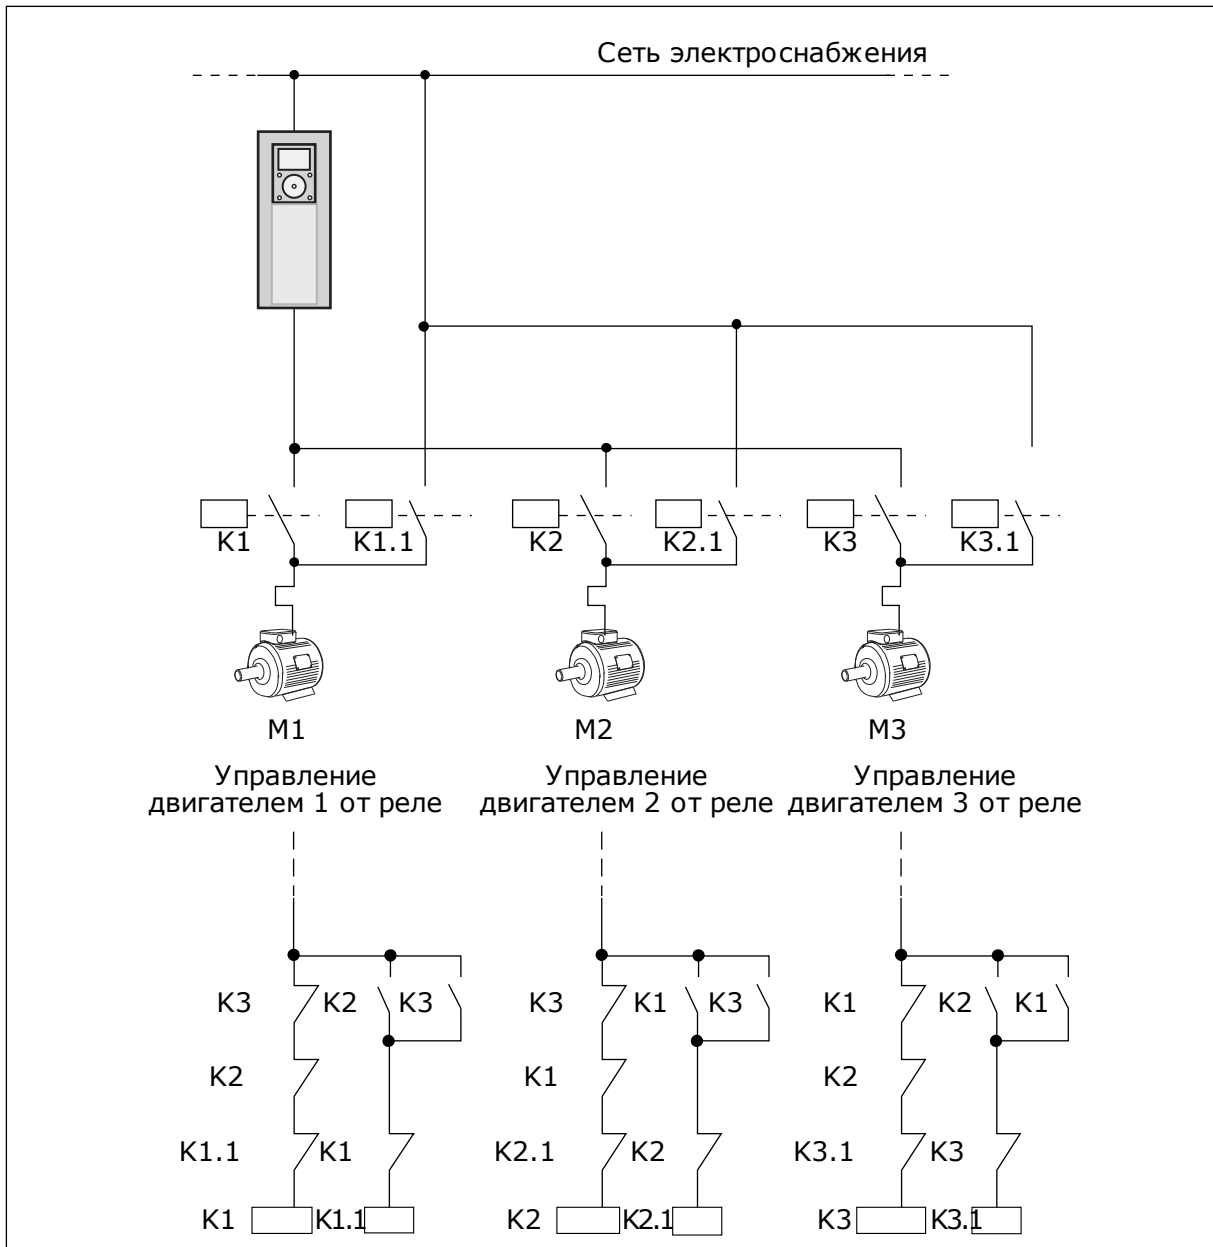 Сеть электроснабжения
K1
K1.1
K2
K2.1
K3
K3.1
M1
M2
M3
Управление
двигателем 1 от реле
Управление
двигателем 2 от реле
Управление
двигателем 3 от реле
K3
K2
K3
K3
K1
K3
K1
K2
K1
K2
K1
K2
K1.1
K1
K2.1
K2
K3.1
K3
K1
K1.1
K2
K2.1
K3
K3.1